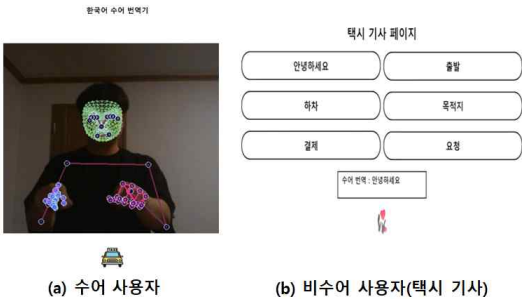 한국어 수어 번역기
택시 기사 페이지
안녕하세요
출발
하차
목적지
결제
요청
수어 번역 : 안녕하세요
(a) 수어 사용자
(b) 비수어 사용자(택시 기사)